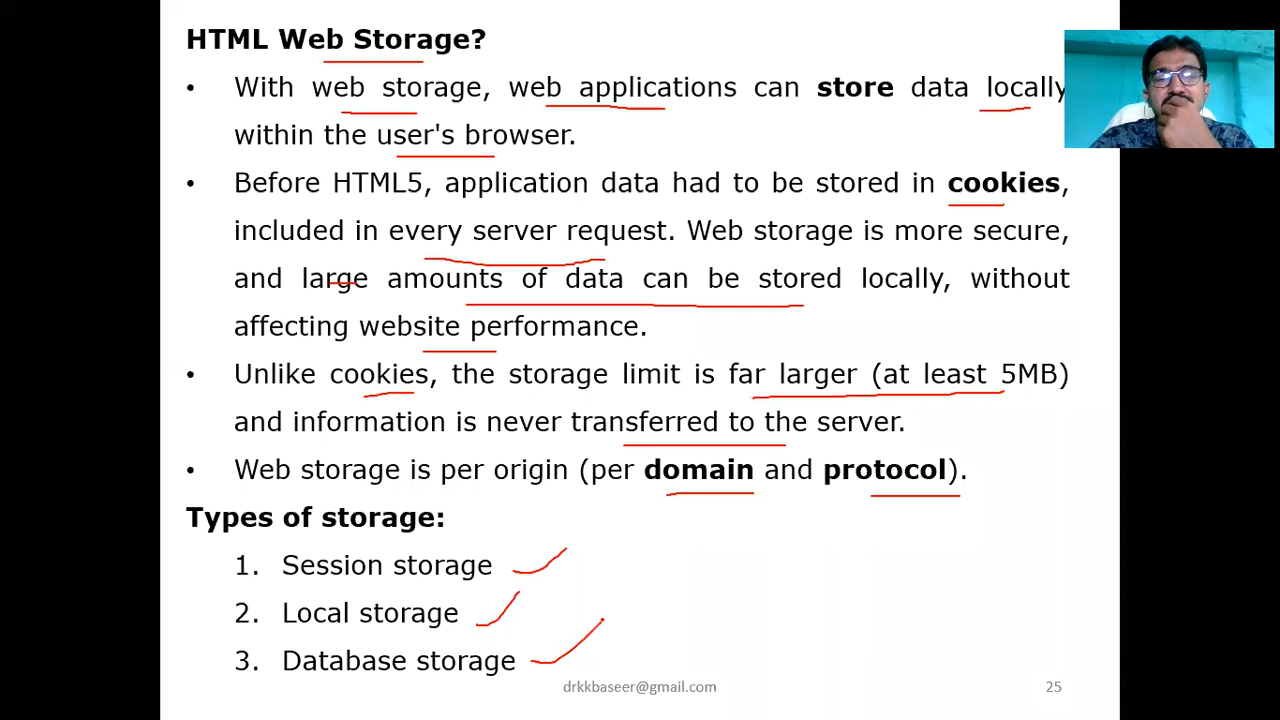 HTML Web Storage?
• With web storage, web applications can store data locally
within the user's browser.
• Before HTML5, application data had to be stored in cookies,
included in every server request. Web storage is more secure,
and large amounts of data can be stored locally, without
affecting website performance.
• Unlike cookies, the storage limit is far larger (at least 5MB)
and information is never transferred to the server.
• Web storage is per origin (per domain and protocol).
Types of storage:
1. Session storage
2. Local storage
3. Database storage
drkkbaseer@gmail.com 25